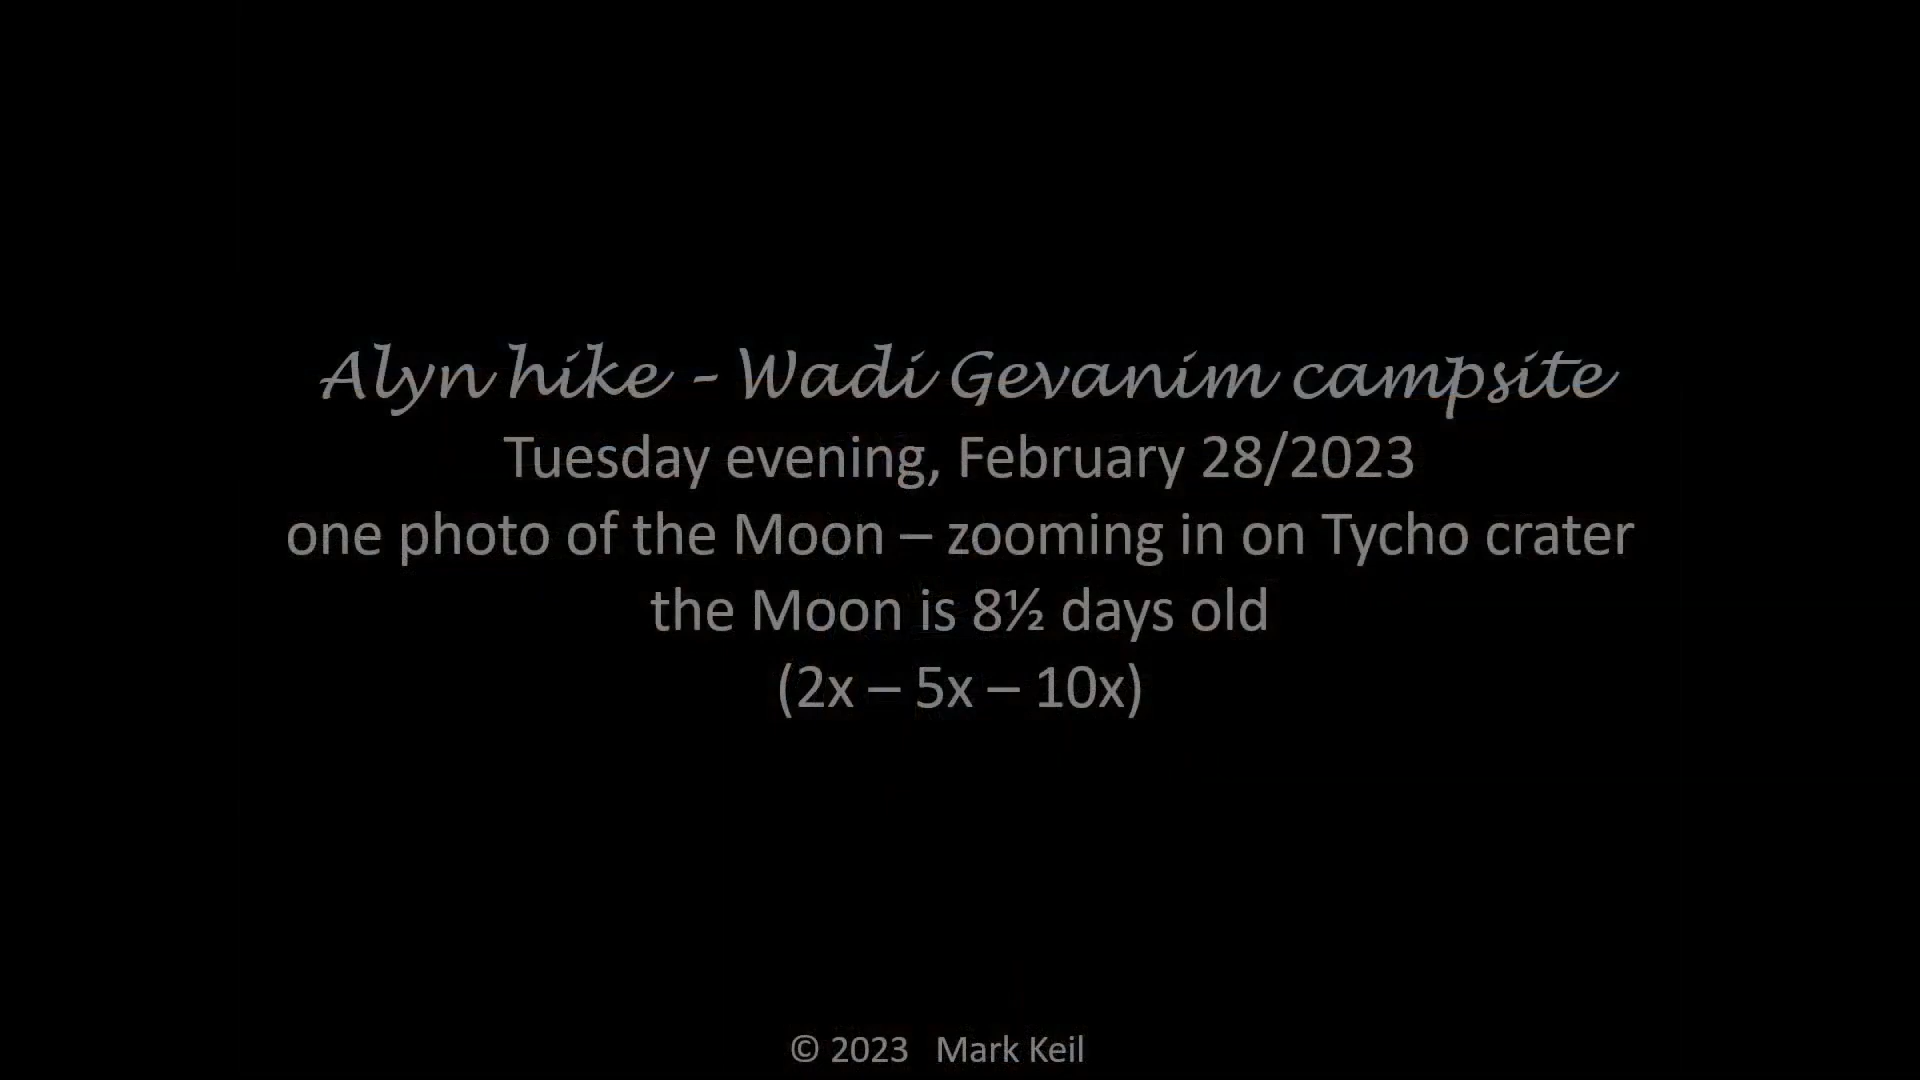 Alyn hike – Wadi Gevanim campsite
Tuesday evening, February 28/2023
one photo of the Moon – zooming in on Tycho crater
the Moon is 8½ days old
(2x – 5x – 10x)
© 2023 Mark Keil